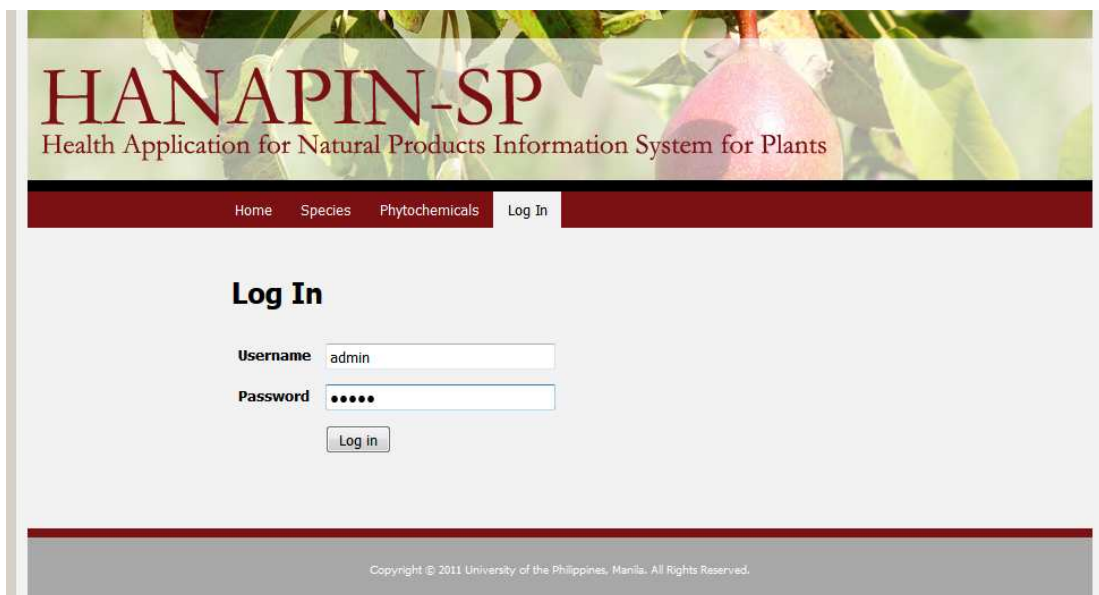 HANAPIN-SP
Health Application for Natural Products Information System for Plants
Home Species Phytochemicals Log In
Log In
Username admin
Password •••••
Log in
Copyright © 2011 University of the Philippines, Manila. All Rights Reserved.